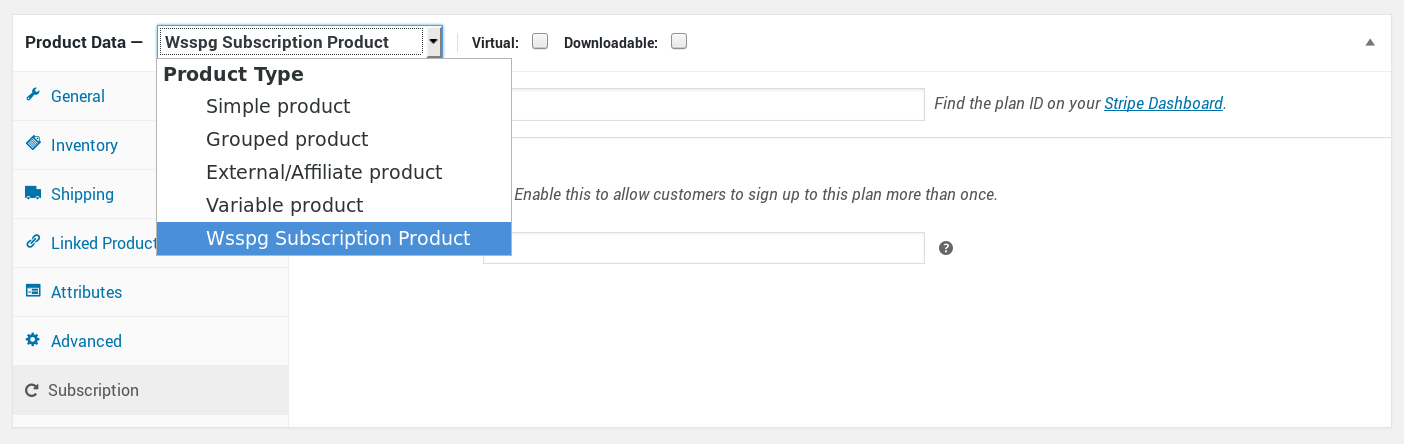 Product Data — Wsspg Subscription Product Virtual: Downloadable:
Product Type
Simple product
Grouped product
External/Affiliate product
Variable product
Wsspg Subscription Product
General
Inventory
Shipping
Linked Product
Attributes
Advanced
Subscription
Find the plan ID on your Stripe Dashboard.
Enable this to allow customers to sign up to this plan more than once.
?